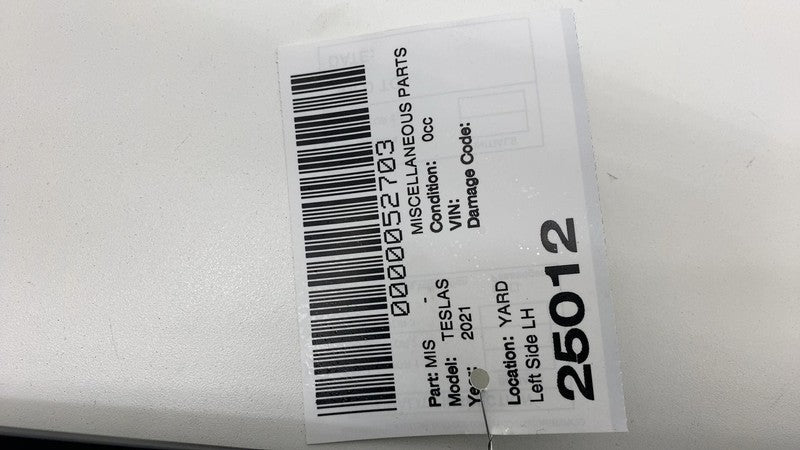 0000052703
Part: MIS - MISCELLANEOUS PARTS
Model: TESLAS Condition: 0cc
2021 VIN:
Damage Code:
Location: YARD
Left Side LH
25012